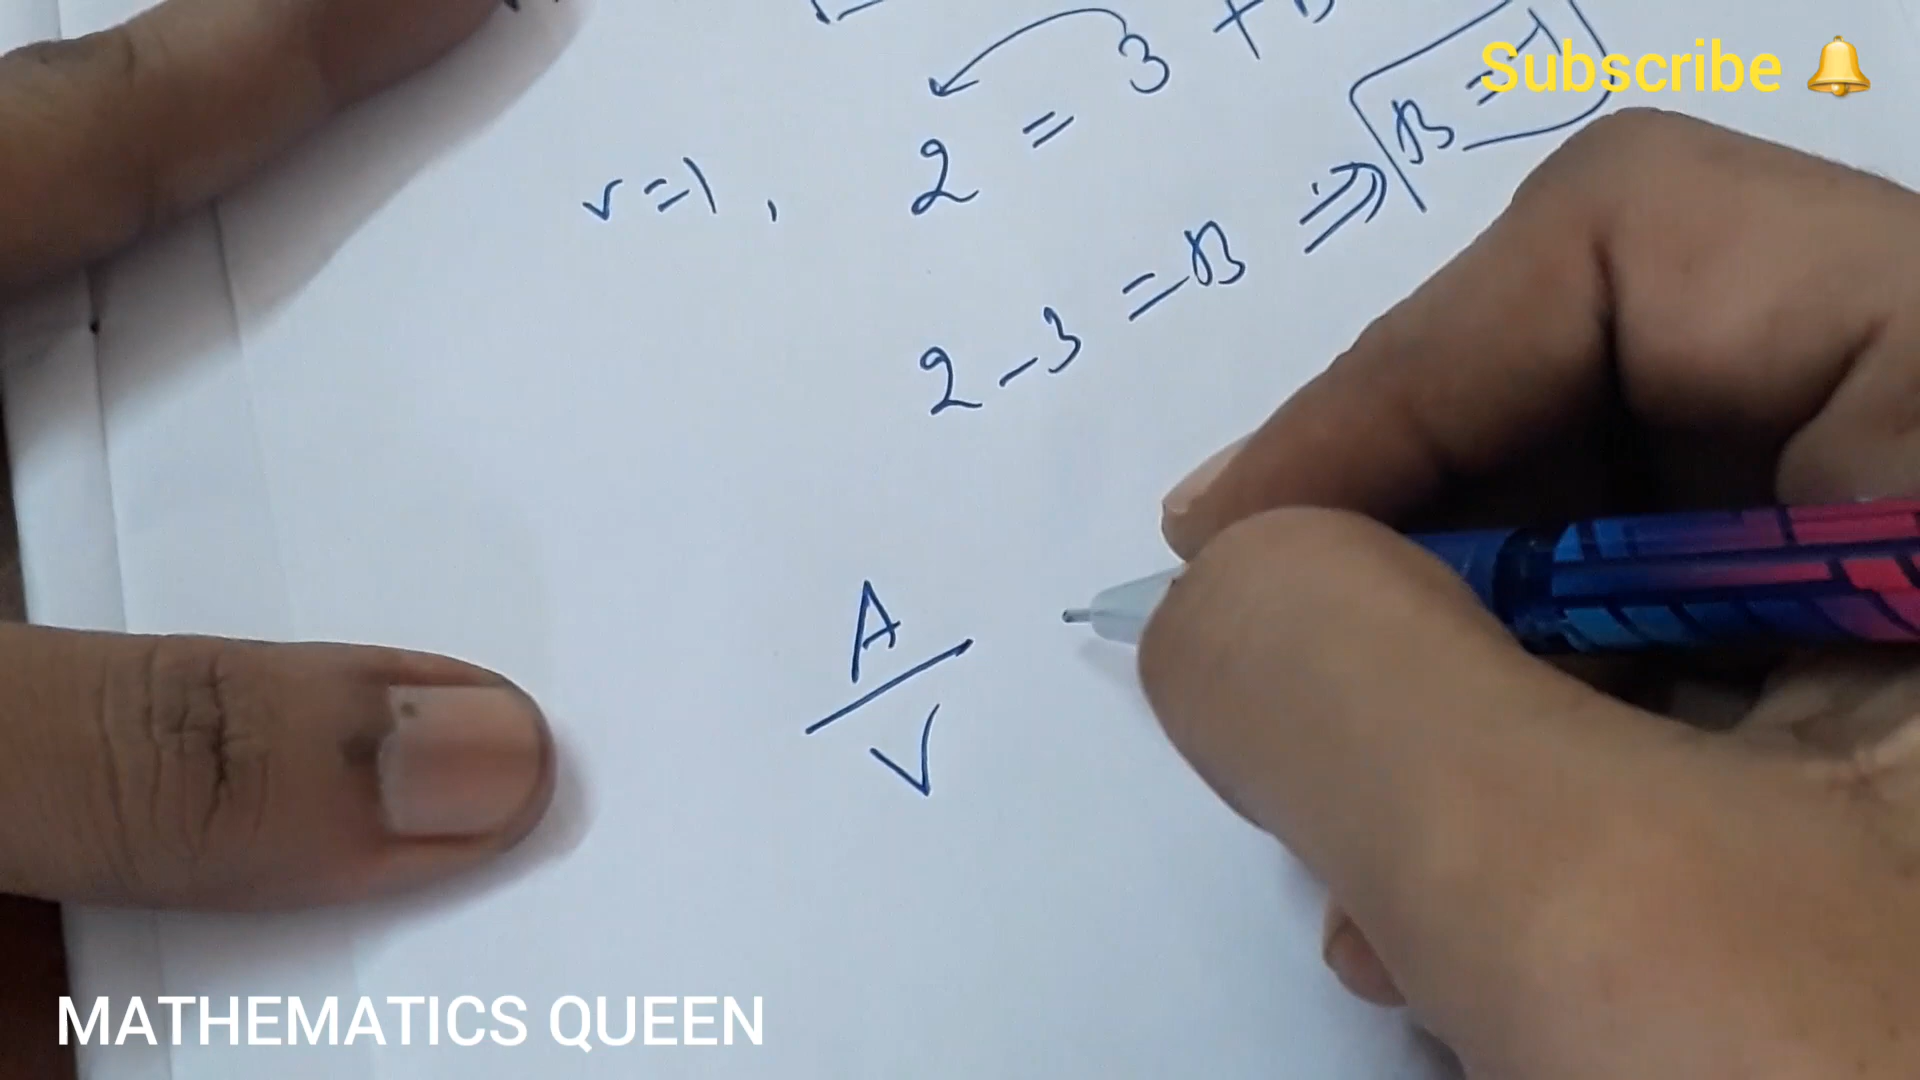 Subscribe 🔔
2 = 3 +
v=1,
2 - 3 = B ⇒ B =
A
V
MATHEMATICS QUEEN